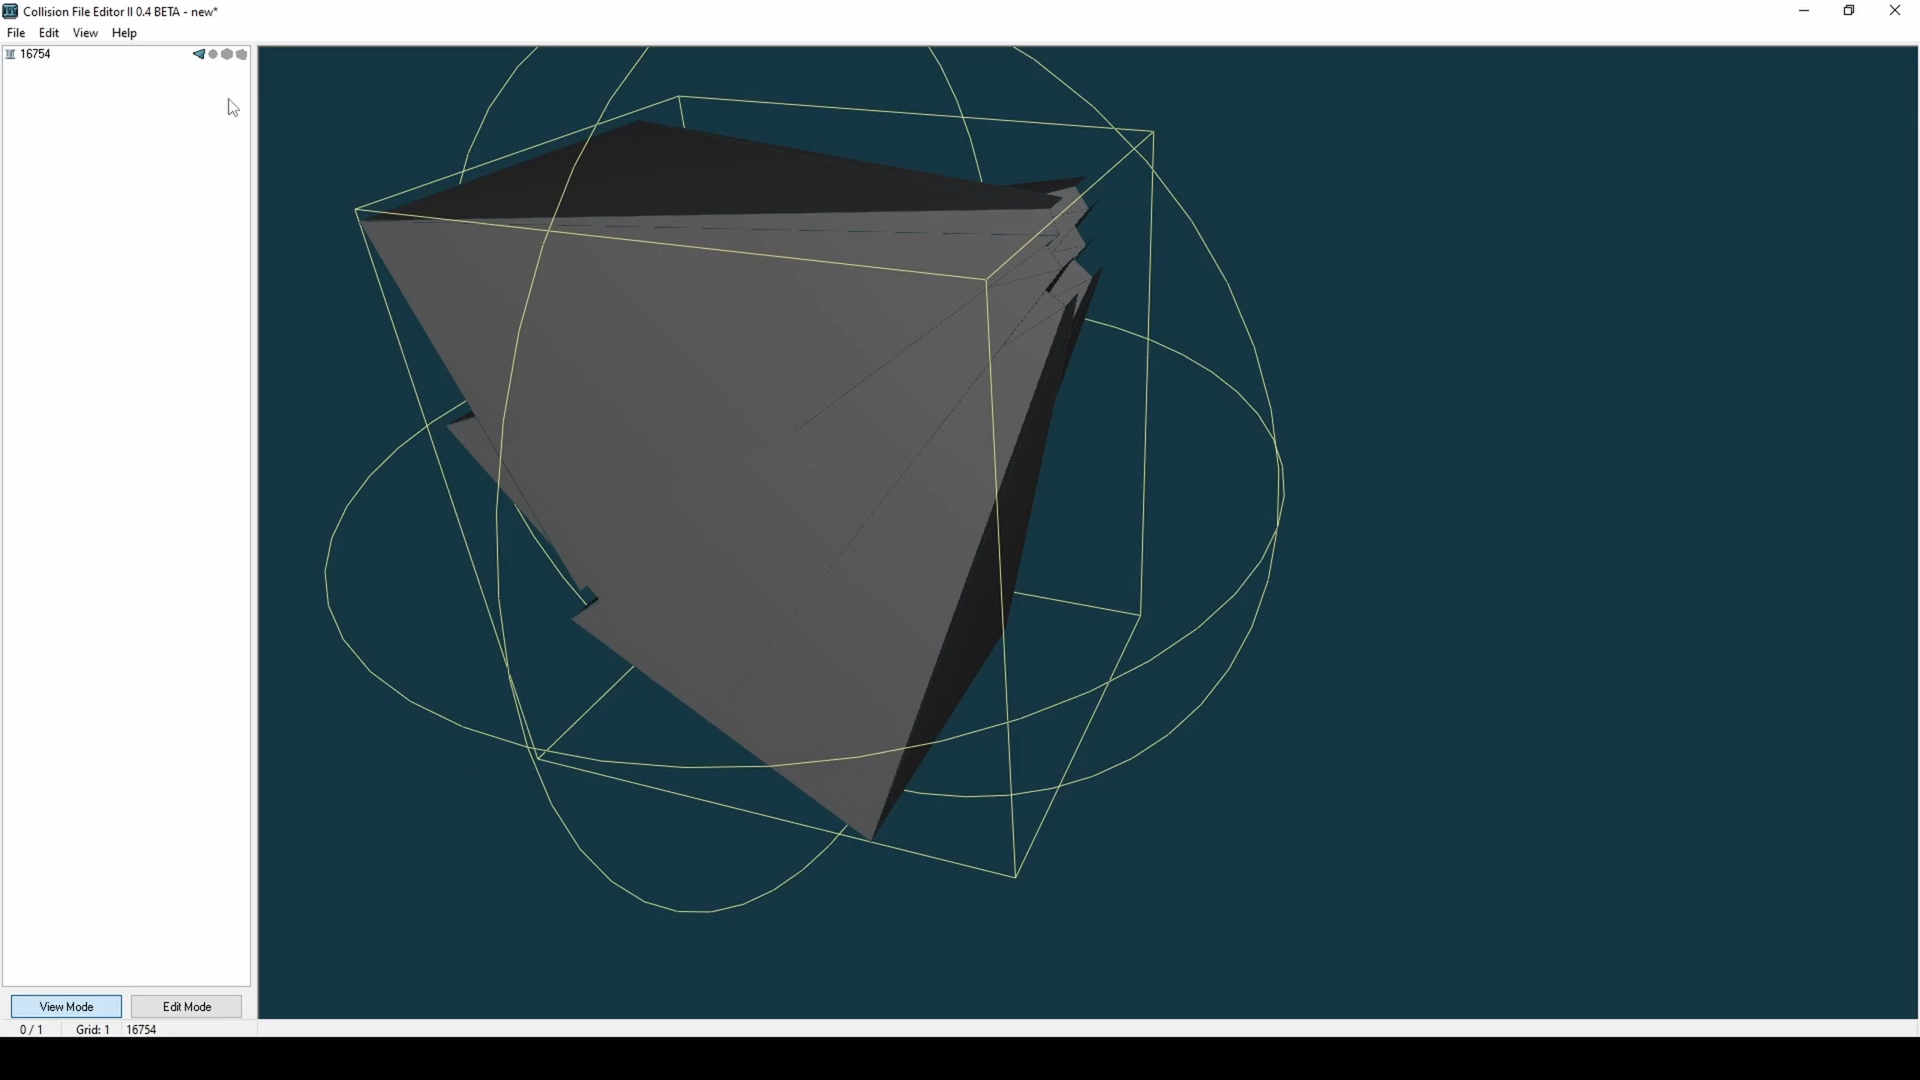 Collision File Editor II 0.4 BETA - new*
File Edit View Help
16754
View Mode Edit Mode
0 / 1 Grid: 1 16754